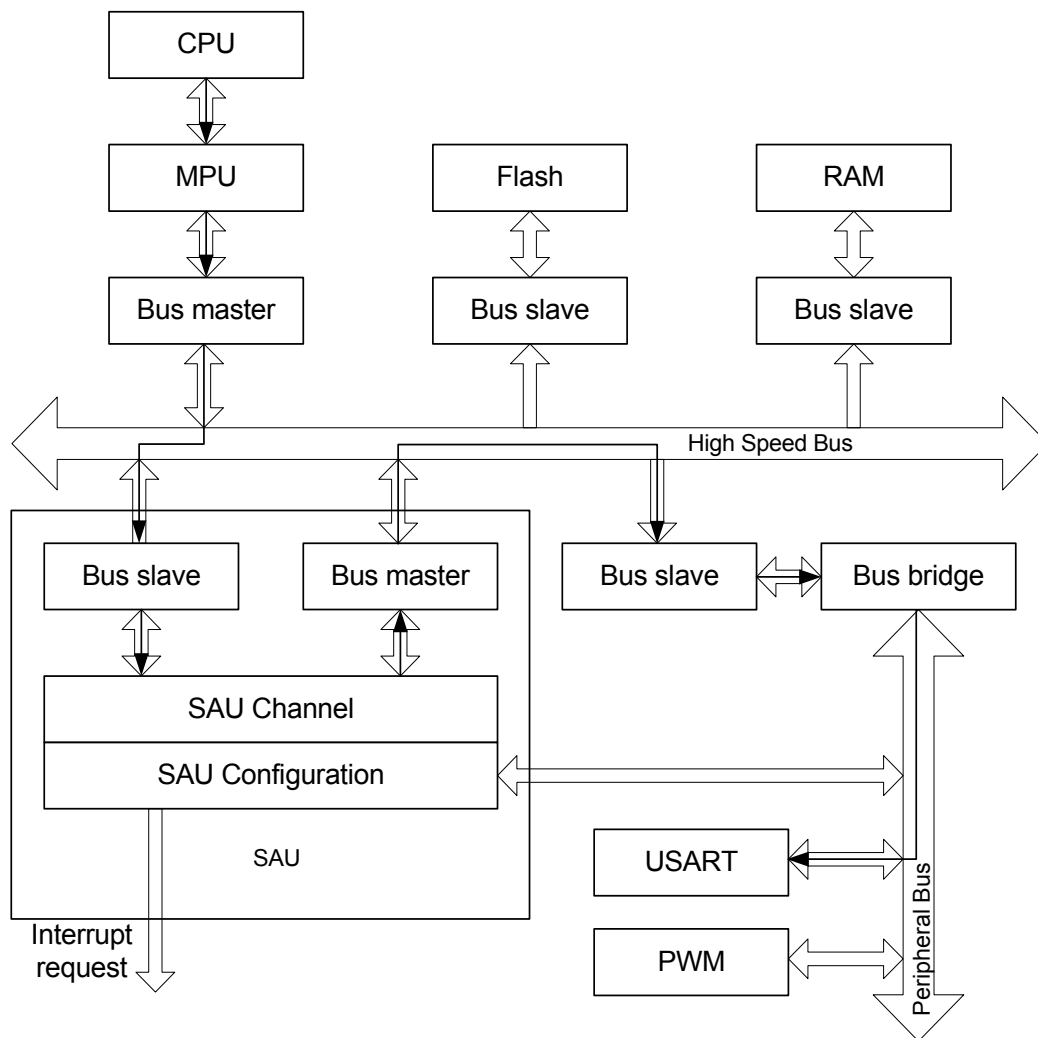 CPU
MPU
Flash
RAM
Bus master
Bus slave
Bus slave
High Speed Bus
Bus slave
Bus master
Bus slave
Bus bridge
SAU Channel
SAU Configuration
SAU
USART
PWM
Peripheral Bus
Interrupt
request